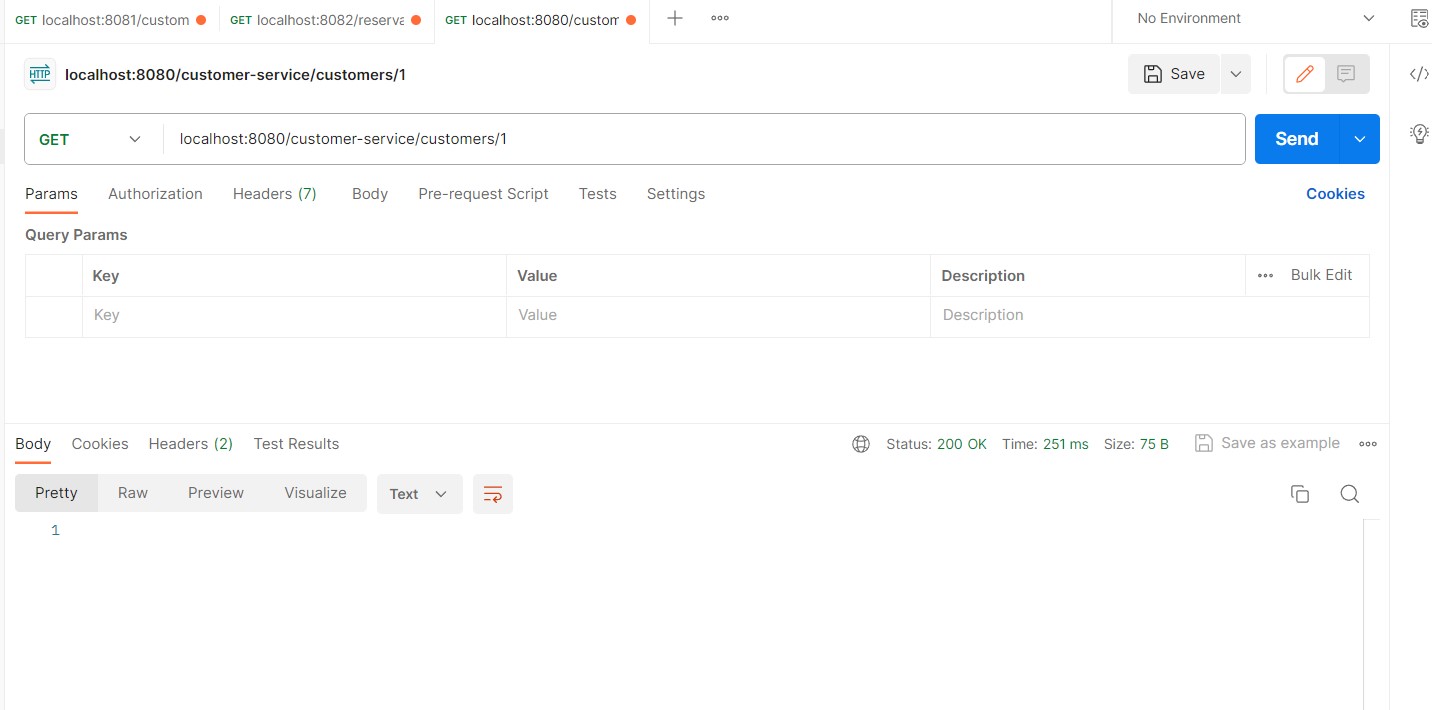 GET localhost:8081/custom GET localhost:8082/reserva GET localhost:8080/custom No Environment
HTTP localhost:8080/customer-service/customers/1 Save
GET localhost:8080/customer-service/customers/1 Send
Params Authorization Headers (7) Body Pre-request Script Tests Settings Cookies
Query Params
Key Value Description Bulk Edit
Key Value Description
Body Cookies Headers (2) Test Results Status: 200 OK Time: 251 ms Size: 75 B Save as example
Pretty Raw Preview Visualize Text
1